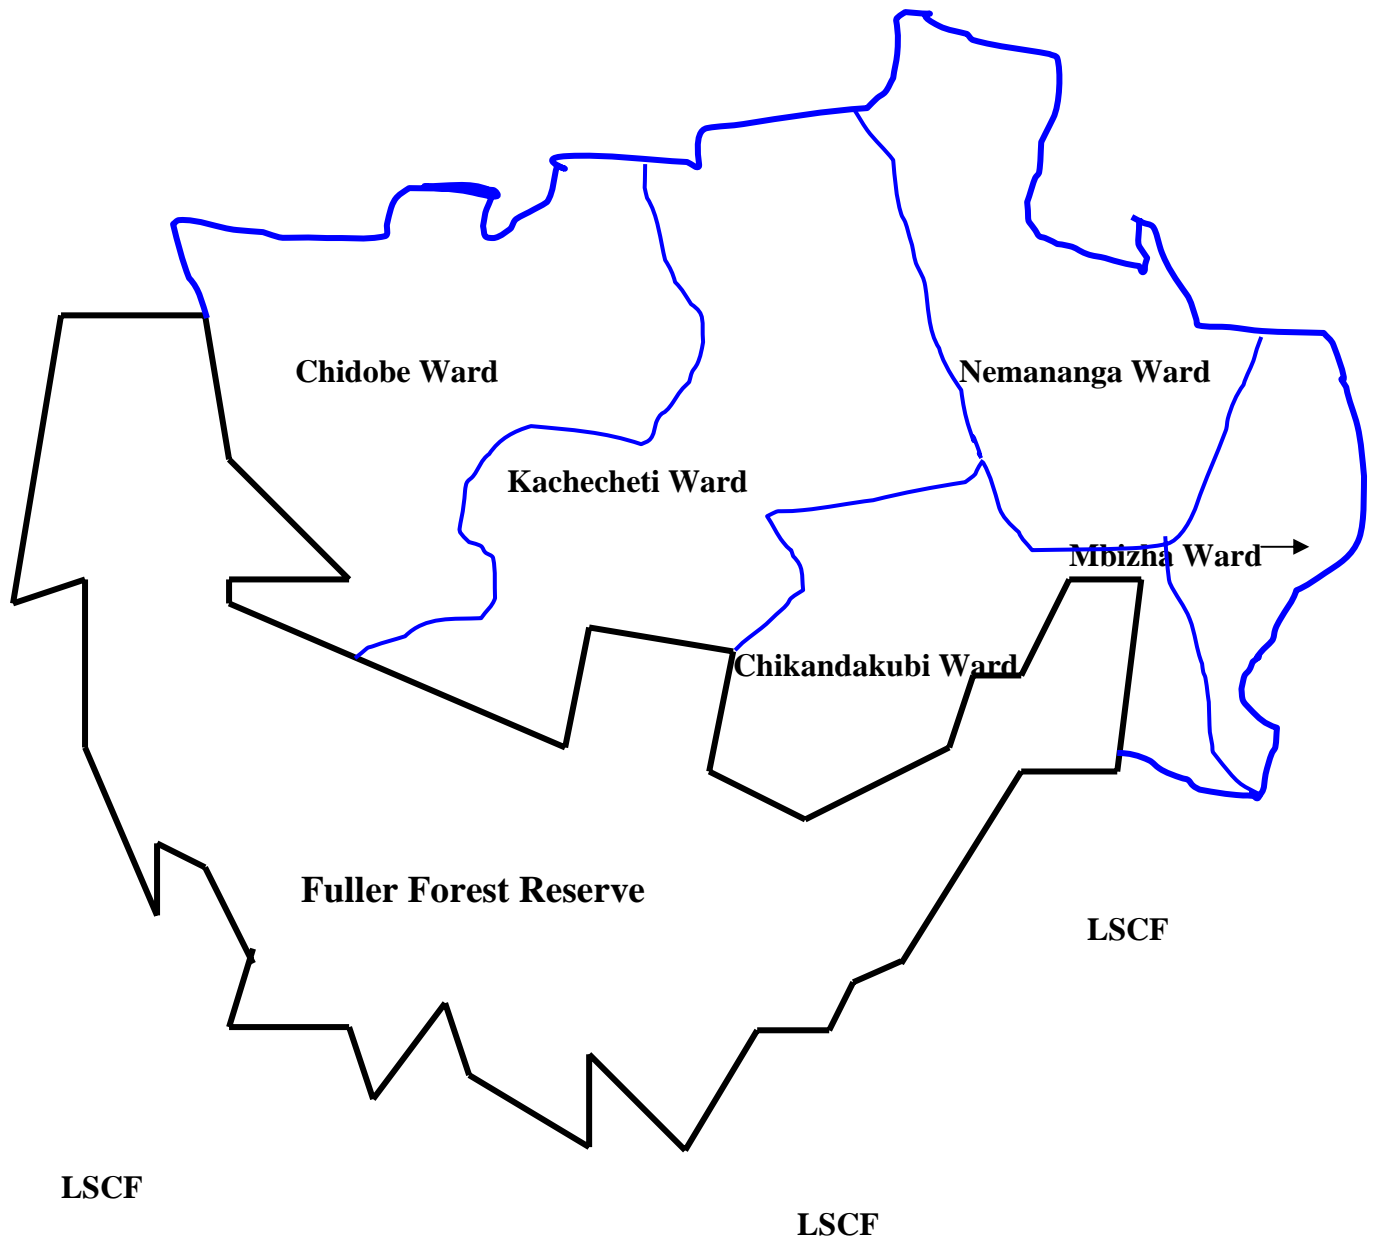 Chidobe Ward
Nemananga Ward
Kachecheti Ward
Mbizha Ward
Chikandakubi Ward
Fuller Forest Reserve
LSCF
LSCF
LSCF